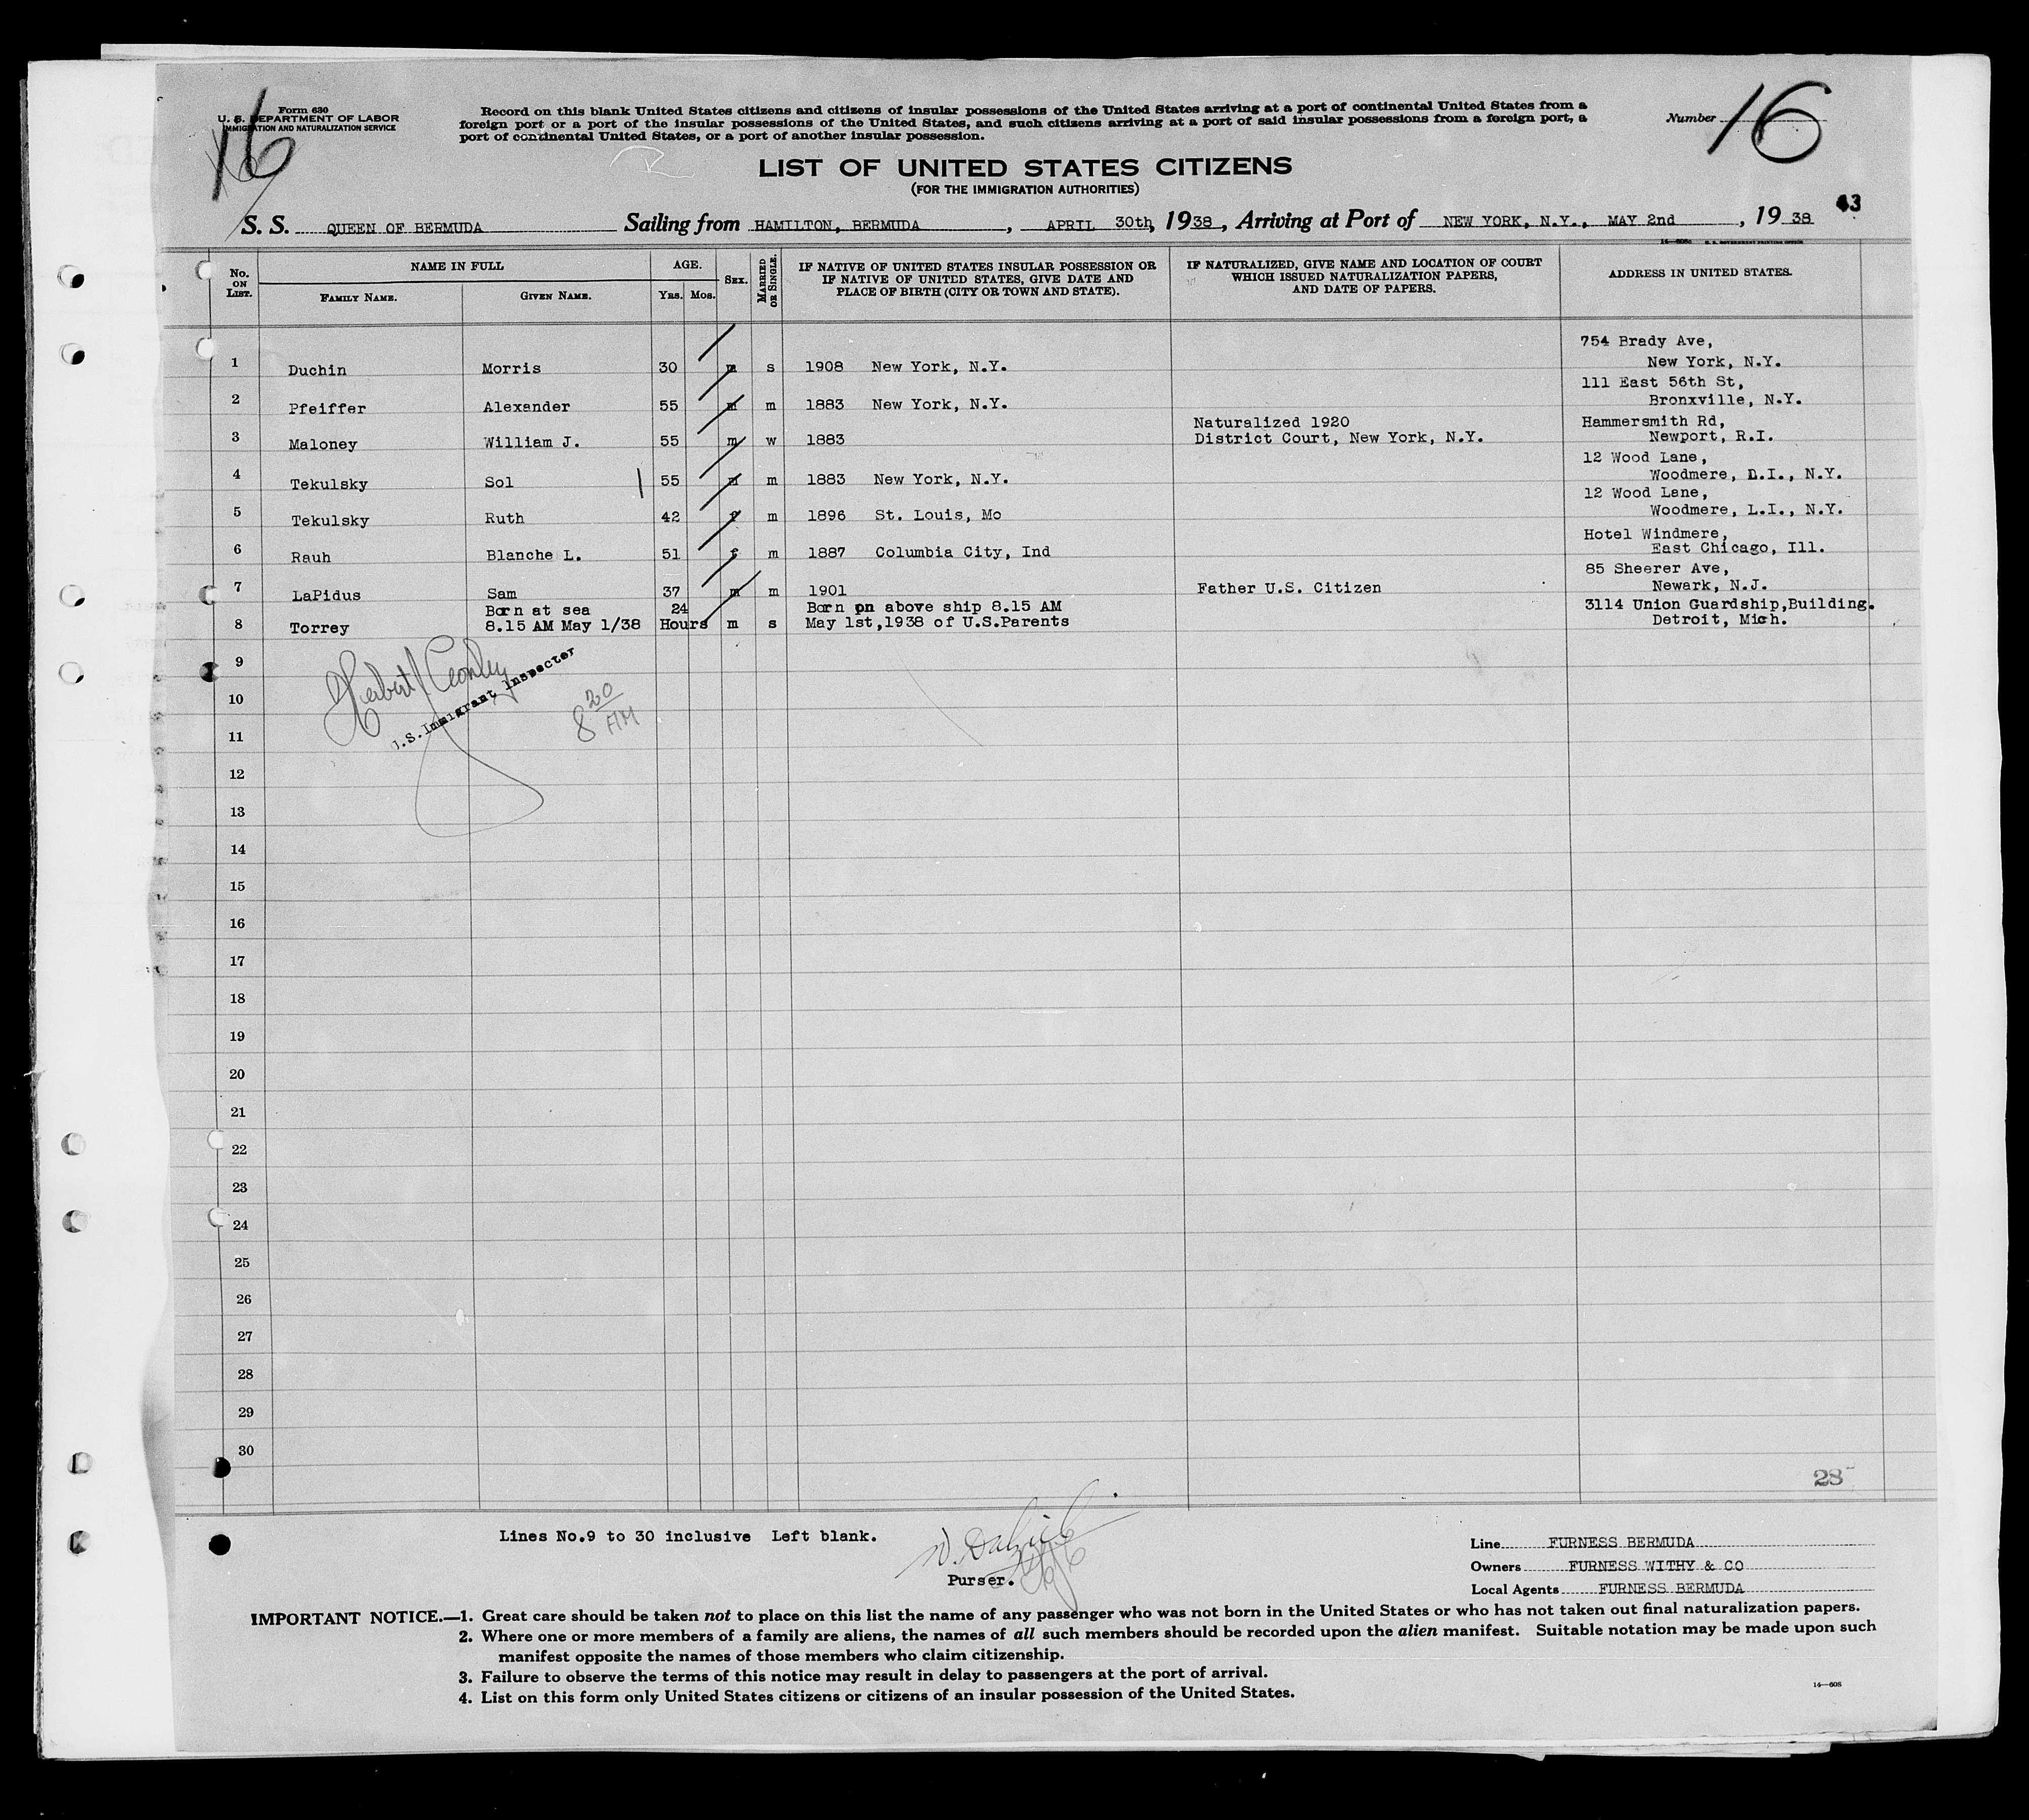 Form 630
U. S. DEPARTMENT OF LABOR
IMMIGRATION AND NATURALIZATION SERVICE
16
Record on this blank United States citizens and citizens of insular possessions of the United States arriving at a port of continental United States from a
foreign port or a port of the insular possessions of the United States, and such citizens arriving at a port of said insular possessions from a foreign port, a
port of continental United States, or a port of another insular possession.
Number 16
LIST OF UNITED STATES CITIZENS
(FOR THE IMMIGRATION AUTHORITIES)
43
S. S. QUEEN OF BERMUDA Sailing from HAMILTON, BERMUDA, APRIL 30th, 1938, Arriving at Port of NEW YORK, N.Y., MAY 2nd, 1938
No. ON LIST. NAME IN FULL FAMILY NAME. GIVEN NAME. AGE. YRS. MOS. SEX. MARRIED OR SINGLE. IF NATIVE OF UNITED STATES INSULAR POSSESSION OR IF NATIVE OF UNITED STATES, GIVE DATE AND PLACE OF BIRTH (CITY OR TOWN AND STATE). IF NATURALIZED, GIVE NAME AND LOCATION OF COURT WHICH ISSUED NATURALIZATION PAPERS, AND DATE OF PAPERS. ADDRESS IN UNITED STATES.
754 Brady Ave,
1 Duchin Morris 30 m s 1908 New York, N.Y. New York, N.Y.
111 East 56th St,
2 Pfeiffer Alexander 55 m m 1883 New York, N.Y. Bronxville, N.Y.
Naturalized 1920 Hammersmith Rd,
3 Maloney William J. 55 m w 1883 District Court, New York, N.Y. Newport, R.I.
12 Wood Lane,
4 Tekulsky Sol 55 m m 1883 New York, N.Y. Woodmere, L.I., N.Y.
12 Wood Lane,
5 Tekulsky Ruth 42 f m 1896 St. Louis, Mo Woodmere, L.I., N.Y.
Hotel Windmere,
6 Rauh Blanche L. 51 f m 1887 Columbia City, Ind East Chicago, Ill.
85 Sheerer Ave,
7 LaPidus Sam 37 m m 1901 Father U.S. Citizen Newark, N.J.
Born at sea 24 Born on above ship 8.15 AM 3114 Union Guardship,Building.
8 Torrey 8.15 AM May 1/38 Hours m s May 1st,1938 of U.S.Parents Detroit, Mich.
9
10
U.S. Immigrant Inspector
8 20 AM
11
12
13
14
15
16
17
18
19
20
21
22
23
24
25
26
27
28
29
30
28
Lines No.9 to 30 inclusive Left blank.
Purser.
Line FURNESS BERMUDA
Owners FURNESS WITHY & CO
Local Agents FURNESS BERMUDA
IMPORTANT NOTICE.—1. Great care should be taken not to place on this list the name of any passenger who was not born in the United States or who has not taken out final naturalization papers.
2. Where one or more members of a family are aliens, the names of all such members should be recorded upon the alien manifest. Suitable notation may be made upon such
manifest opposite the names of those members who claim citizenship.
3. Failure to observe the terms of this notice may result in delay to passengers at the port of arrival.
4. List on this form only United States citizens or citizens of an insular possession of the United States.
14—608